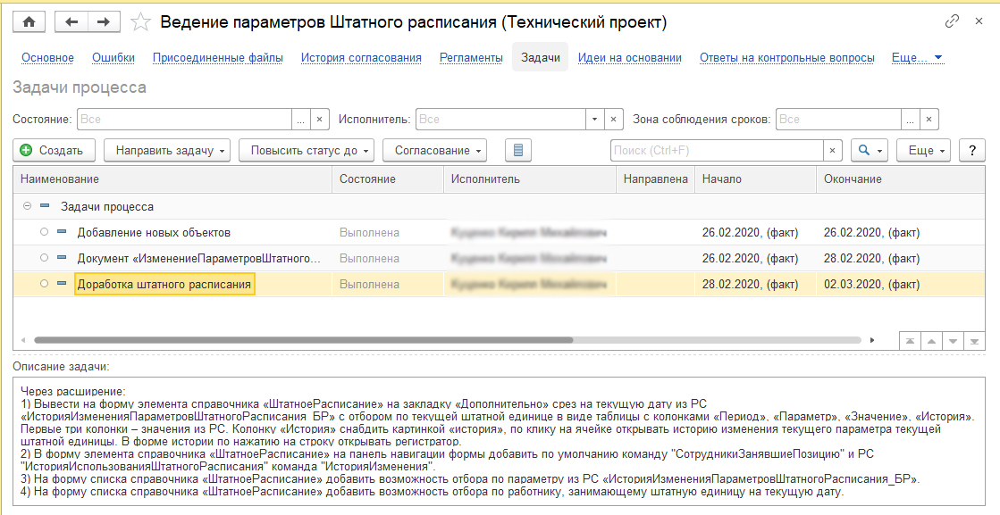 Ведение параметров Штатного расписания (Технический проект)
Основное Ошибки Присоединенные файлы История согласования Регламенты Задачи Идеи на основании Ответы на контрольные вопросы Еще...
Задачи процесса
Состояние: Все ... × Исполнитель: Все × Зона соблюдения сроков: Все ... ×
Создать Направить задачу Повысить статус до Согласование Поиск (Ctrl+F) × Еще ?
Наименование Состояние Исполнитель Направлена Начало Окончание
Задачи процесса
Добавление новых объектов Выполнена 26.02.2020, (факт) 26.02.2020, (факт)
Документ «ИзменениеПараметровШтатного... Выполнена 26.02.2020, (факт) 28.02.2020, (факт)
Доработка штатного расписания Выполнена 28.02.2020, (факт) 02.03.2020, (факт)
Описание задачи:
Через расширение:
1) Вывести на форму элемента справочника «ШтатноеРасписание» на закладку «Дополнительно» срез на текущую дату из РС
«ИсторияИзмененияПараметровШтатногоРасписания_БР» с отбором по текущей штатной единице в виде таблицы с колонками «Период», «Параметр», «Значение», «История».
Первые три колонки – значения из РС. Колонку «История» снабдить картинкой «история», по клику на ячейке открывать историю изменения текущего параметра текущей
штатной единицы. В форме истории по нажатию на строку открывать регистратор.
2) В форму элемента справочника «ШтаноеРасписание» на панель навигации формы добавить по умолчанию команду "СотрудникиЗанявшиеПозицию" и РС
"ИсторияИспользованияШтатногоРасписания" команда "ИсторияИзменения".
3) На форму списка справочника «ШтатноеРасписание» добавить возможность отбора по параметру из РС «ИсторияИзмененияПараметровШтатногоРасписания_БР».
4) На форму списка справочника «ШтатноеРасписание» добавить возможность отбора по работнику, занимающему штатную единицу на текущую дату.